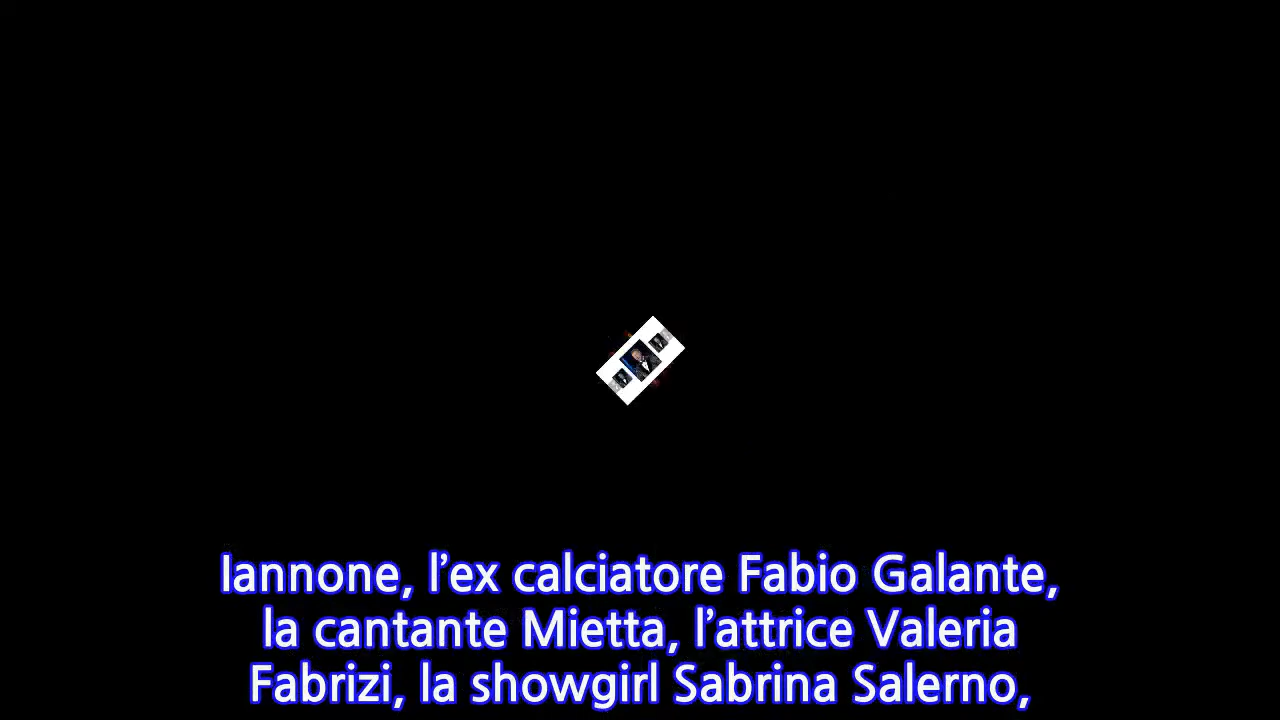 Iannone, l’ex calciatore Fabio Galante,
la cantante Mietta, l’attrice Valeria
Fabrizi, la showgirl Sabrina Salerno,